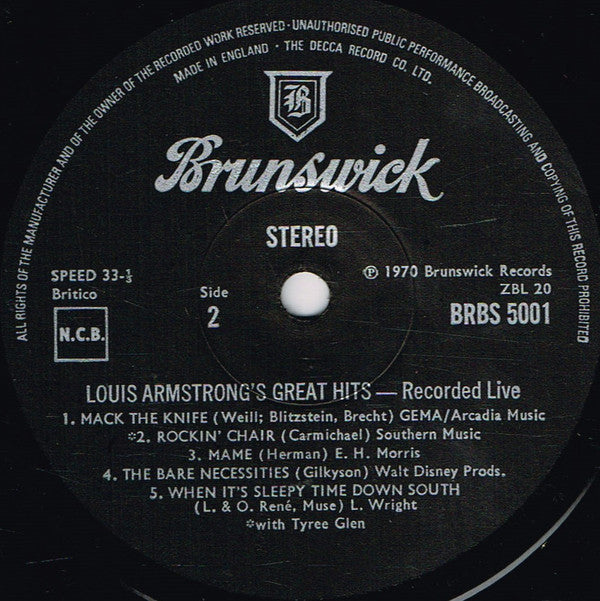 ALL RIGHTS OF THE MANUFACTURER AND OF THE OWNER OF THE RECORDED WORK RESERVED · UNAUTHORISED PUBLIC PERFORMANCE BROADCASTING AND COPYING OF THIS RECORD PROHIBITED
MADE IN ENGLAND · THE DECCA RECORD CO. LTD.
B
Brunswick
STEREO
SPEED 33-⅓
Britico
N.C.B.
Side
2
℗ 1970 Brunswick Records
ZBL 20
BRBS 5001
LOUIS ARMSTRONG'S GREAT HITS — Recorded Live
1. MACK THE KNIFE (Weill; Blitzstein, Brecht) GEMA/Arcadia Music
*2. ROCKIN' CHAIR (Carmichael) Southern Music
3. MAME (Herman) E. H. Morris
4. THE BARE NECESSITIES (Gilkyson) Walt Disney Prods.
5. WHEN IT'S SLEEPY TIME DOWN SOUTH
(L. & O. René, Muse) L. Wright
*with Tyree Glen